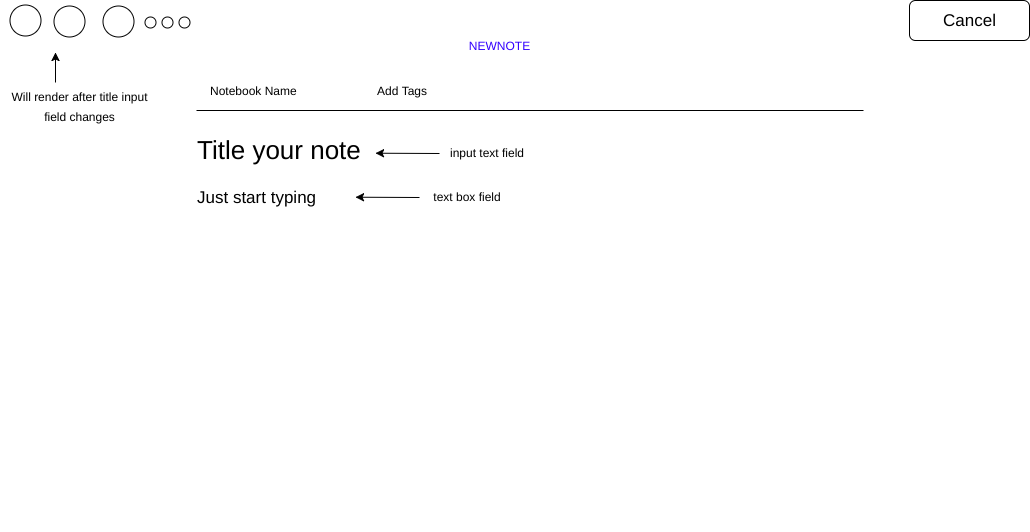 Cancel
NEWNOTE
Will render after title input
field changes
Notebook Name
Add Tags
Title your note
input text field
Just start typing
text box field